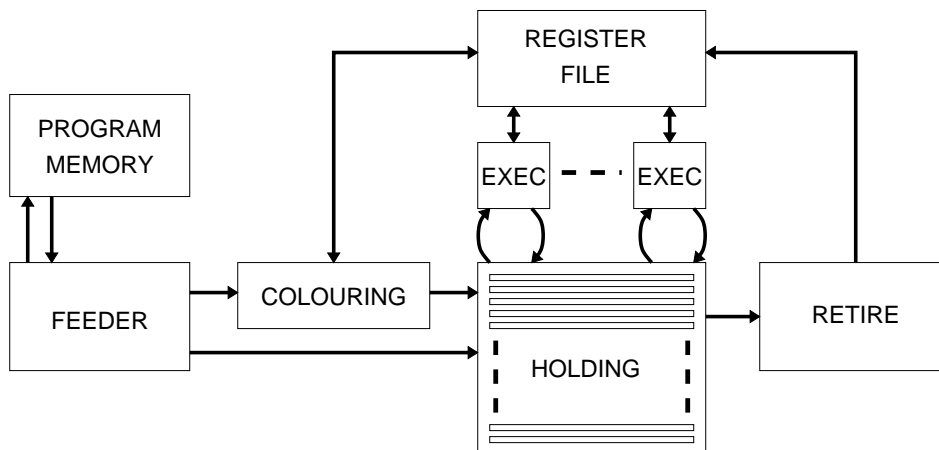 REGISTER
FILE
PROGRAM
MEMORY
EXEC
EXEC
FEEDER
COLOURING
HOLDING
RETIRE